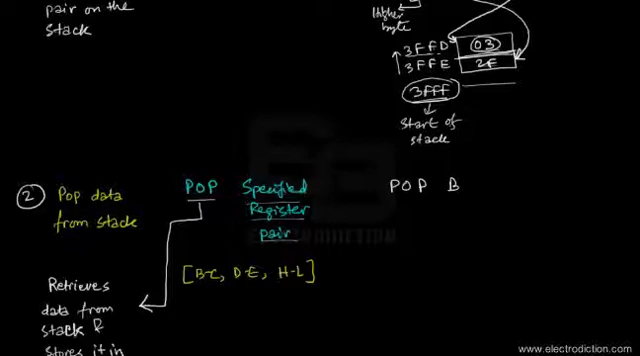 pair on the
stack
Higher
byte
3FFD 03
3FFE 2F
3FFF
Start of
stack
2 Pop data
from stack
POP Specified
Register
pair
POP B
[B-C, D-E, H-L]
Retrieves
data from
stack &
stores it in
www.electrodiction.com